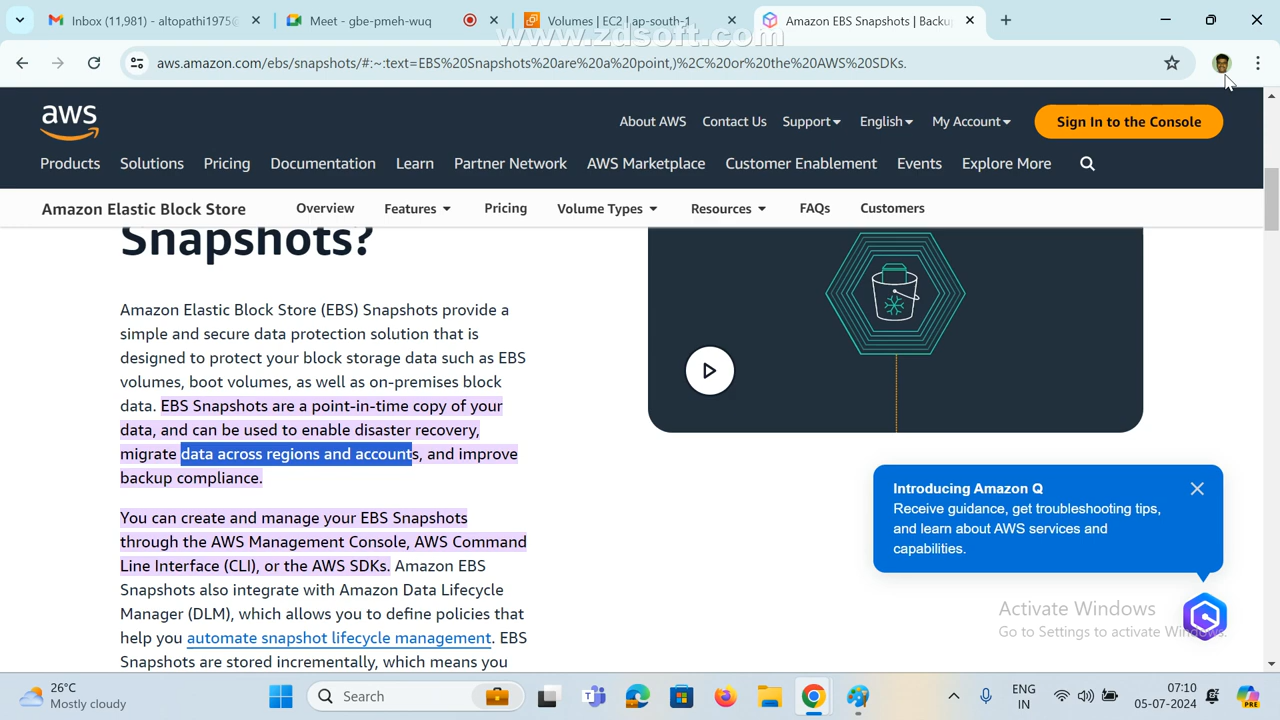 Inbox (11,981) - altopathi1975@
Meet - gbe-pmeh-wuq
Volumes | EC2 | ap-south-1
Amazon EBS Snapshots | Backup
www.zdsoft.com
aws.amazon.com/ebs/snapshots/#:~:text=EBS%20Snapshots%20are%20a%20point,)%2C%20or%20the%20AWS%20SDKs.
aws
About AWS Contact Us Support English My Account Sign In to the Console
Products Solutions Pricing Documentation Learn Partner Network AWS Marketplace Customer Enablement Events Explore More
Amazon Elastic Block Store Overview Features Pricing Volume Types Resources FAQs Customers
Snapshots?
Amazon Elastic Block Store (EBS) Snapshots provide a
simple and secure data protection solution that is
designed to protect your block storage data such as EBS
volumes, boot volumes, as well as on-premises block
data. EBS Snapshots are a point-in-time copy of your
data, and can be used to enable disaster recovery,
migrate data across regions and accounts, and improve
backup compliance.
You can create and manage your EBS Snapshots
through the AWS Management Console, AWS Command
Line Interface (CLI), or the AWS SDKs. Amazon EBS
Snapshots also integrate with Amazon Data Lifecycle
Manager (DLM), which allows you to define policies that
help you automate snapshot lifecycle management. EBS
Snapshots are stored incrementally, which means you
Introducing Amazon Q
Receive guidance, get troubleshooting tips,
and learn about AWS services and
capabilities.
Activate Windows
Go to Settings to activate Windows.
26°C
Mostly cloudy
Search
ENG
IN
07:10
05-07-2024
PRE